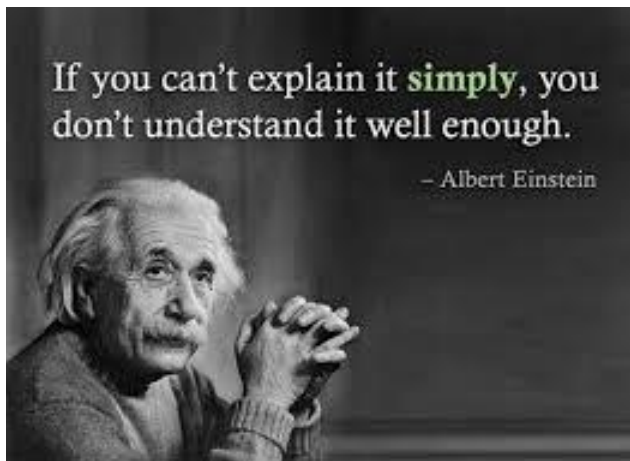 If you can't explain it simply, you
don't understand it well enough.
– Albert Einstein